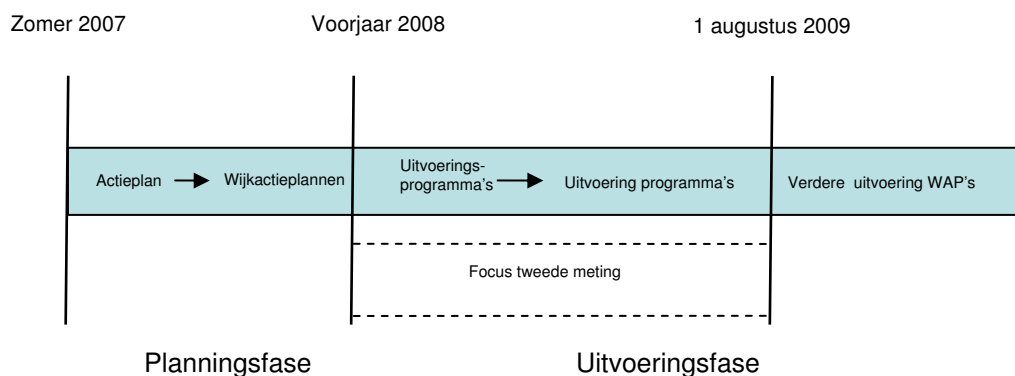 Zomer 2007 Voorjaar 2008 1 augustus 2009
Actieplan Wijkactieplannen
Uitvoerings-
programma's
Uitvoering programma's
Verdere uitvoering WAP's
Focus tweede meting
Planningsfase Uitvoeringsfase